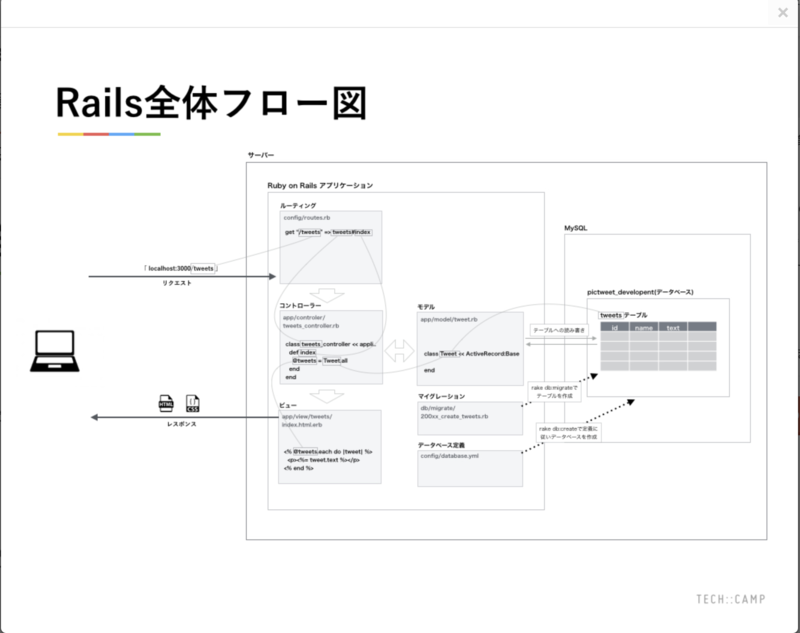 ×
Rails全体フロー図
サーバー
Ruby on Rails アプリケーション
ルーティング
config/routes.rb
get "/tweets" => tweets#index
「 localhost:3000/tweets 」
リクエスト
コントローラー
app/controler/
tweets_controller.rb
class tweets_controller << appli..
def index
@tweets = Tweet.all
end
end
ビュー
app/view/tweets/
index.html.erb
<% @tweets.each do |tweet| %>
<p><%= tweet.text %></p>
<% end %>
HTML
CSS
レスポンス
モデル
app/model/tweet.rb
class Tweet << ActiveRecord:Base
end
マイグレーション
db/migrate/
200xx_create_tweets.rb
データベース定義
config/database.yml
MySQL
pictweet_developent(データベース)
tweets テーブル
id name text
テーブルへの読み書き
rake db:migrateで
テーブルを作成
rake db:createで定義に
従いデータベースを作成
TECH::CAMP